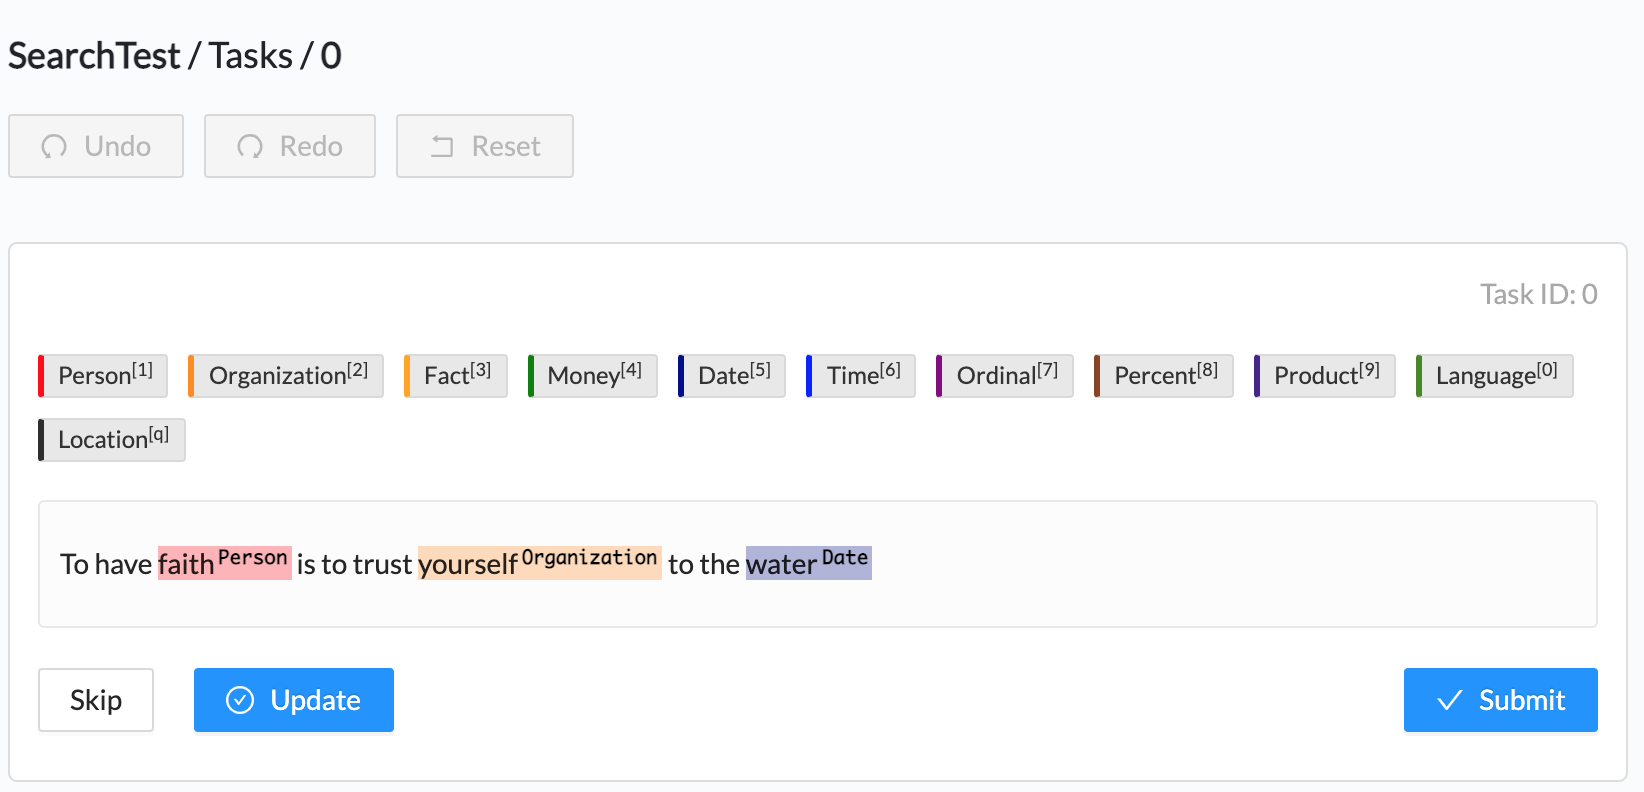 SearchTest / Tasks / 0
Undo Redo Reset
Task ID: 0
Person[1] Organization[2] Fact[3] Money[4] Date[5] Time[6] Ordinal[7] Percent[8] Product[9] Language[0]
Location[q]
To have faith Person is to trust yourself Organization to the water Date
Skip Update Submit